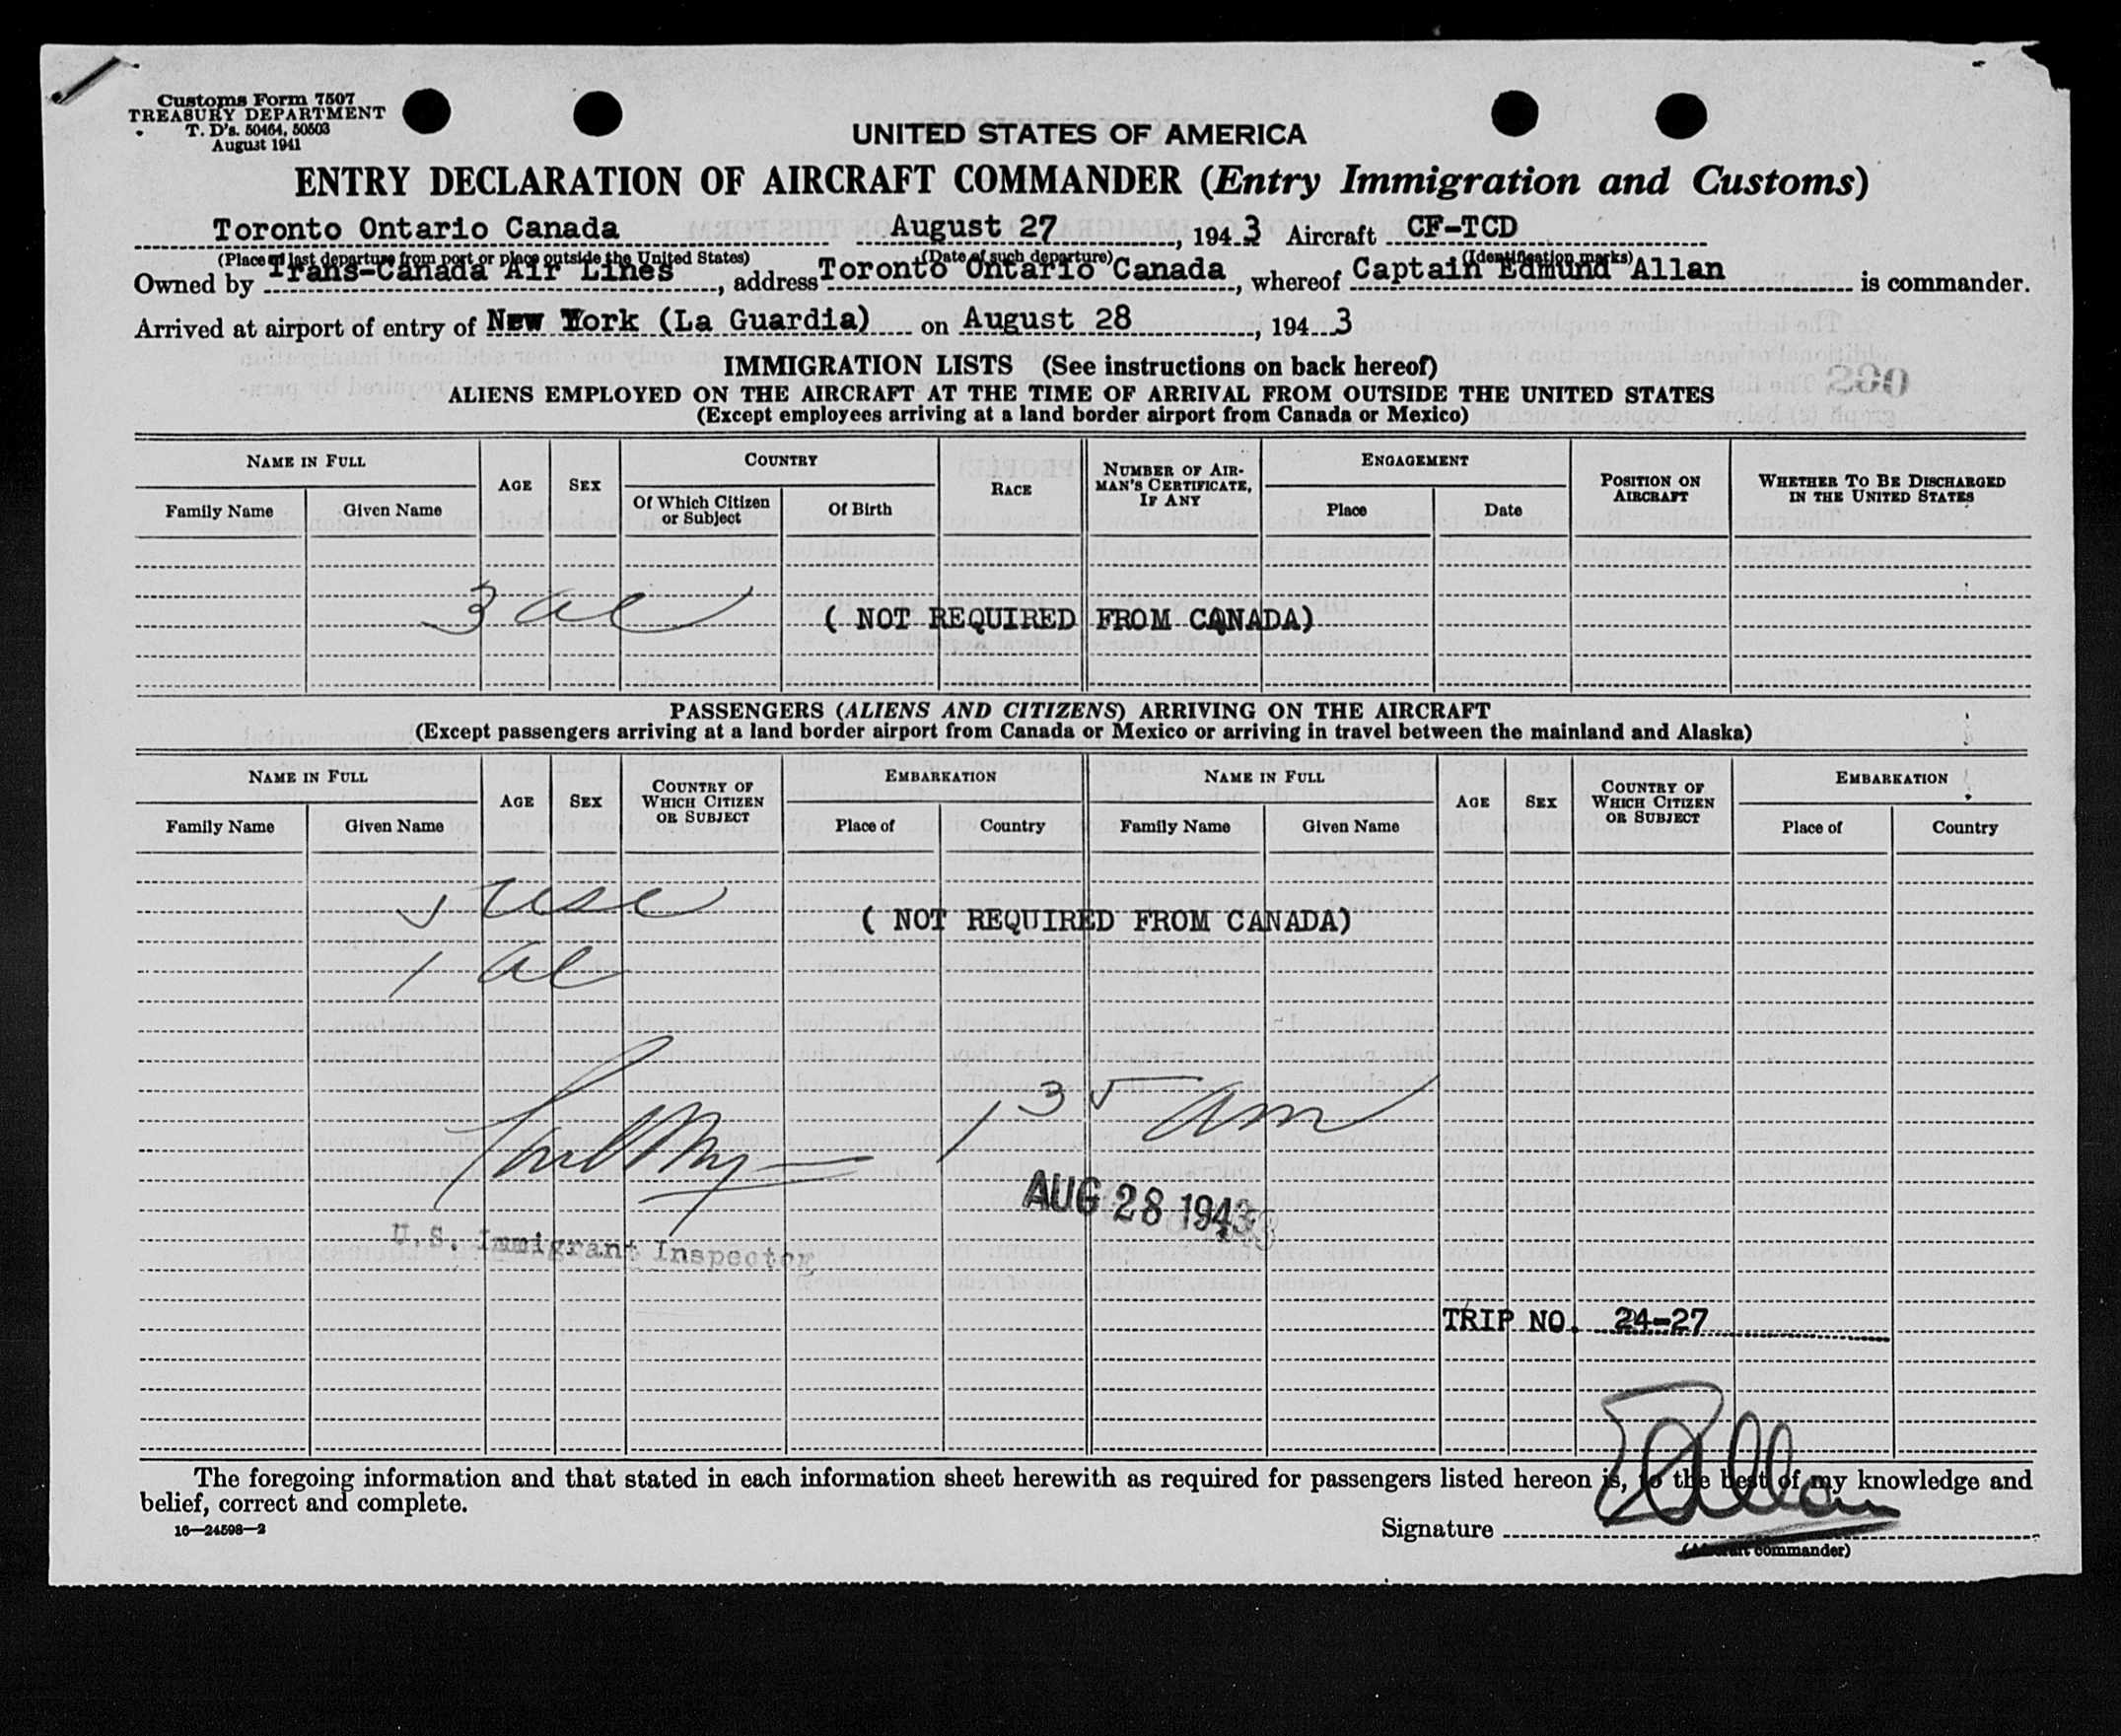 Customs Form 7507
TREASURY DEPARTMENT
T. D's. 50464, 50503
August 1941
UNITED STATES OF AMERICA
ENTRY DECLARATION OF AIRCRAFT COMMANDER (Entry Immigration and Customs)
Toronto Ontario Canada August 27, 1943 Aircraft CF-TCD
(Place of last departure from port or place outside the United States) (Date of such departure) (Identification marks)
Owned by Trans-Canada Air Lines, address Toronto Ontario Canada, whereof Captain Edmund Allan is commander.
Arrived at airport of entry of New York (La Guardia) on August 28, 1943
IMMIGRATION LISTS (See instructions on back hereof)
ALIENS EMPLOYED ON THE AIRCRAFT AT THE TIME OF ARRIVAL FROM OUTSIDE THE UNITED STATES
(Except employees arriving at a land border airport from Canada or Mexico)
NAME IN FULL AGE SEX COUNTRY RACE NUMBER OF AIRMAN'S CERTIFICATE, IF ANY ENGAGEMENT POSITION ON AIRCRAFT WHETHER TO BE DISCHARGED IN THE UNITED STATES
Family Name Given Name Of Which Citizen or Subject Of Birth Place Date
3 al ( NOT REQUIRED FROM CANADA)
PASSENGERS (ALIENS AND CITIZENS) ARRIVING ON THE AIRCRAFT
(Except passengers arriving at a land border airport from Canada or Mexico or arriving in travel between the mainland and Alaska)
NAME IN FULL AGE SEX COUNTRY OF WHICH CITIZEN OR SUBJECT EMBARKATION NAME IN FULL AGE SEX COUNTRY OF WHICH CITIZEN OR SUBJECT EMBARKATION
Family Name Given Name Place of Country Family Name Given Name Place of Country
usc ( NOT REQUIRED FROM CANADA)
1 al
1 35 am
AUG 28 1943
U.S. Immigrant Inspector
TRIP NO. 24-27
The foregoing information and that stated in each information sheet herewith as required for passengers listed hereon is, to the best of my knowledge and
belief, correct and complete.
16—24598-2
Signature E Allan
(Aircraft commander)